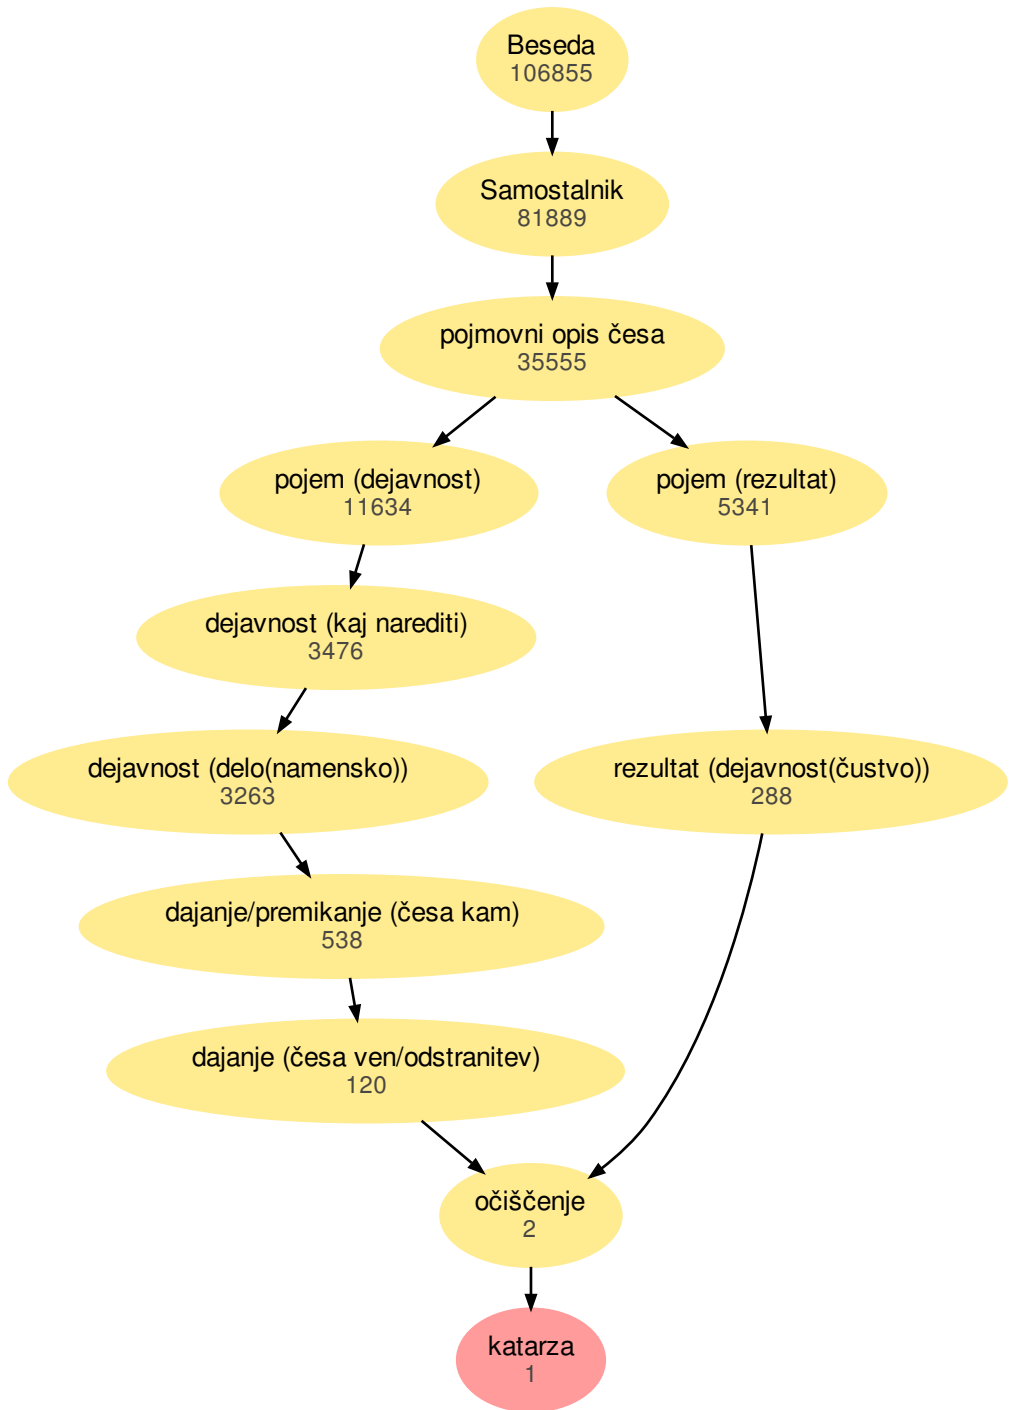 Beseda
106855
Samostalnik
81889
pojmovni opis česa
35555
pojem (dejavnost)
11634
pojem (rezultat)
5341
dejavnost (kaj narediti)
3476
dejavnost (delo(namensko))
3263
rezultat (dejavnost(čustvo))
288
dajanje/premikanje (česa kam)
538
dajanje (česa ven/odstranitev)
120
očiščenje
2
katarza
1